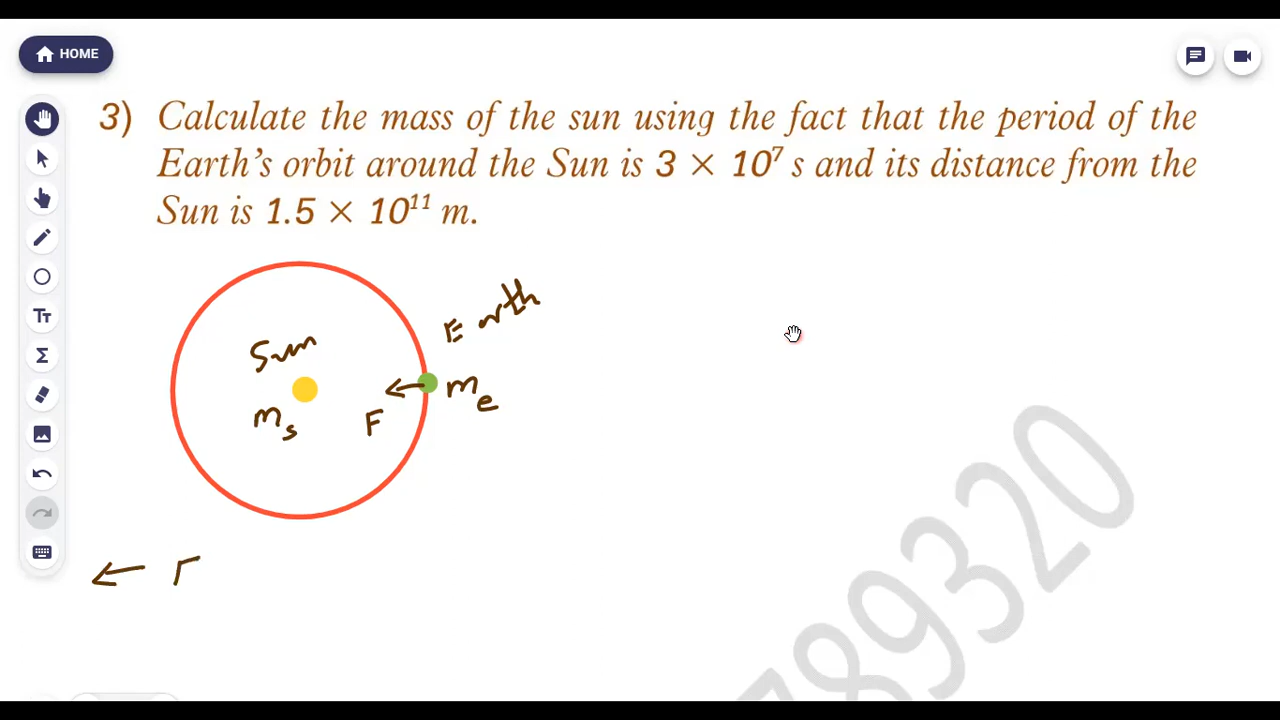 HOME
3) Calculate the mass of the sun using the fact that the period of the
Earth's orbit around the Sun is 3 × 10⁷ s and its distance from the
Sun is 1.5 × 10¹¹ m.
Earth
Sun
mₑ
mₛ
F
← Γ
Tт
Σ
789320